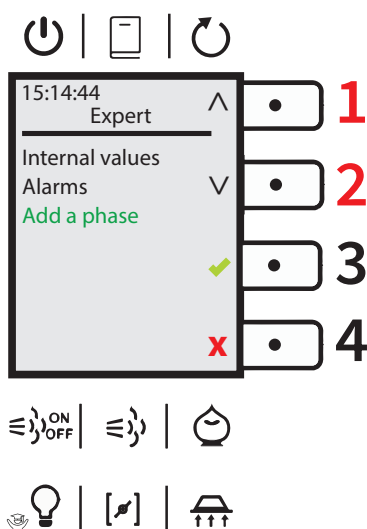 15:14:44
Expert
Internal values
Alarms
Add a phase
x
1
2
3
4
ON
OFF